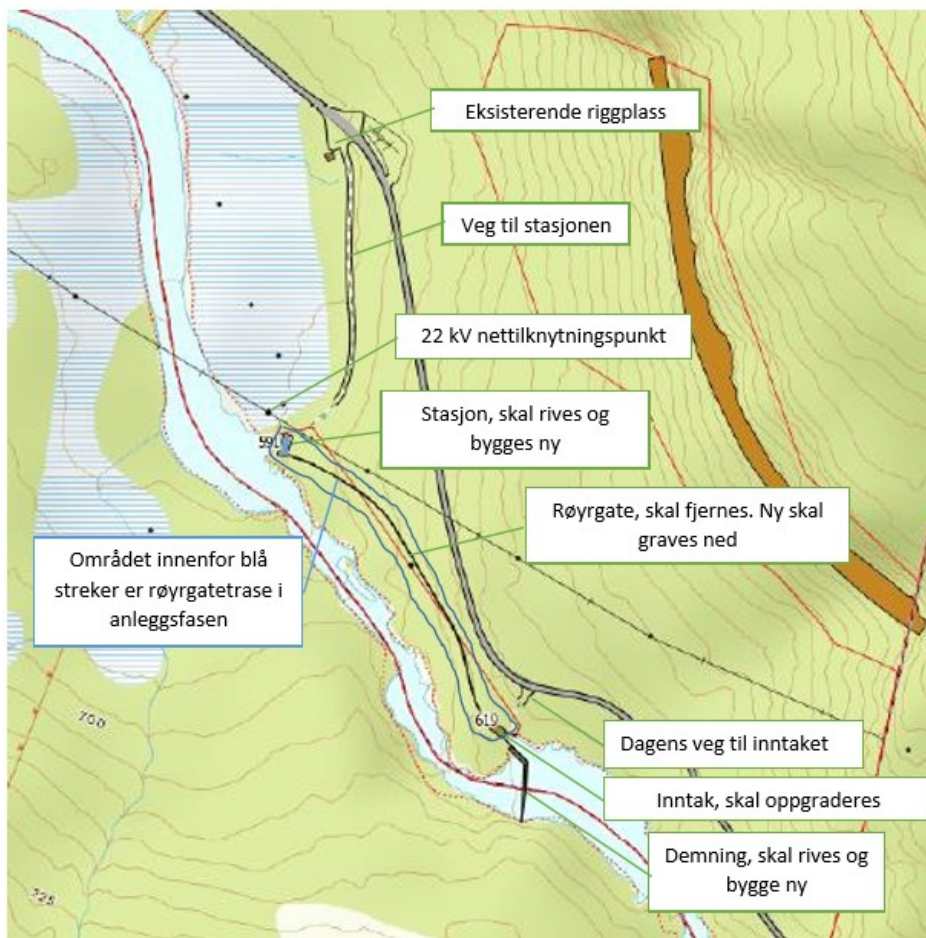 Eksisterende riggplass
Veg til stasjonen
22 kV nettilknytningspunkt
Stasjon, skal rives og
bygges ny
591
Røyrgate, skal fjernes. Ny skal
graves ned
Området innenfor blå
streker er røyrgatetrase i
anleggsfasen
619
700
Dagens veg til inntaket
Inntak, skal oppgraderes
Demning, skal rives og
bygge ny
725